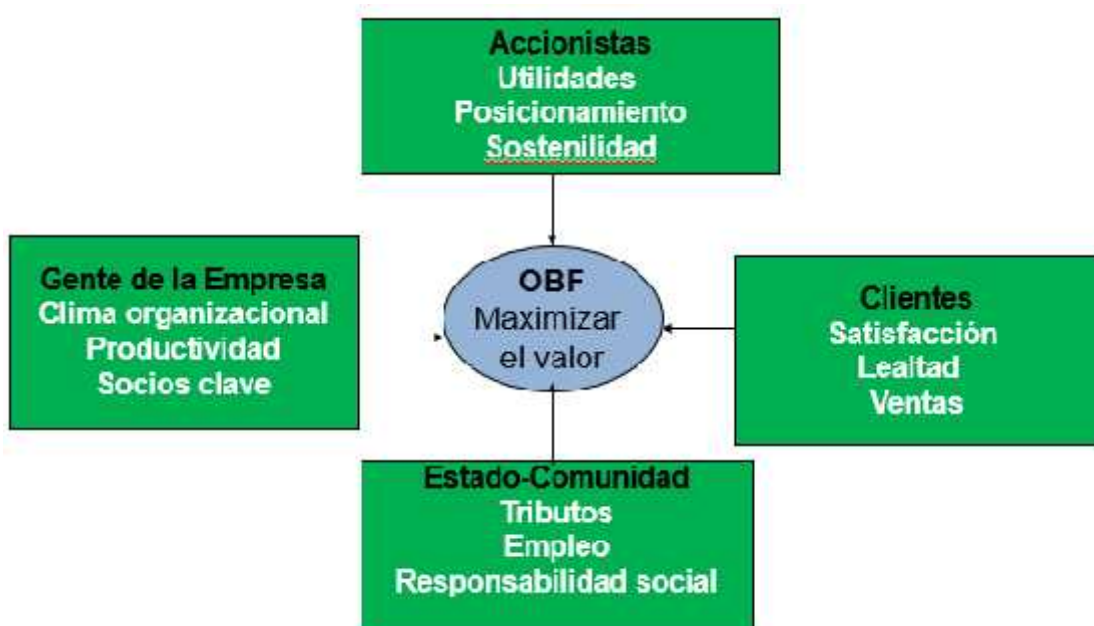 Accionistas
Utilidades
Posicionamiento
Sostenilidad
Gente de la Empresa
Clima organizacional
Productividad
Socios clave
OBF
Maximizar
el valor
Clientes
Satisfacción
Lealtad
Ventas
Estado-Comunidad
Tributos
Empleo
Responsabilidad social